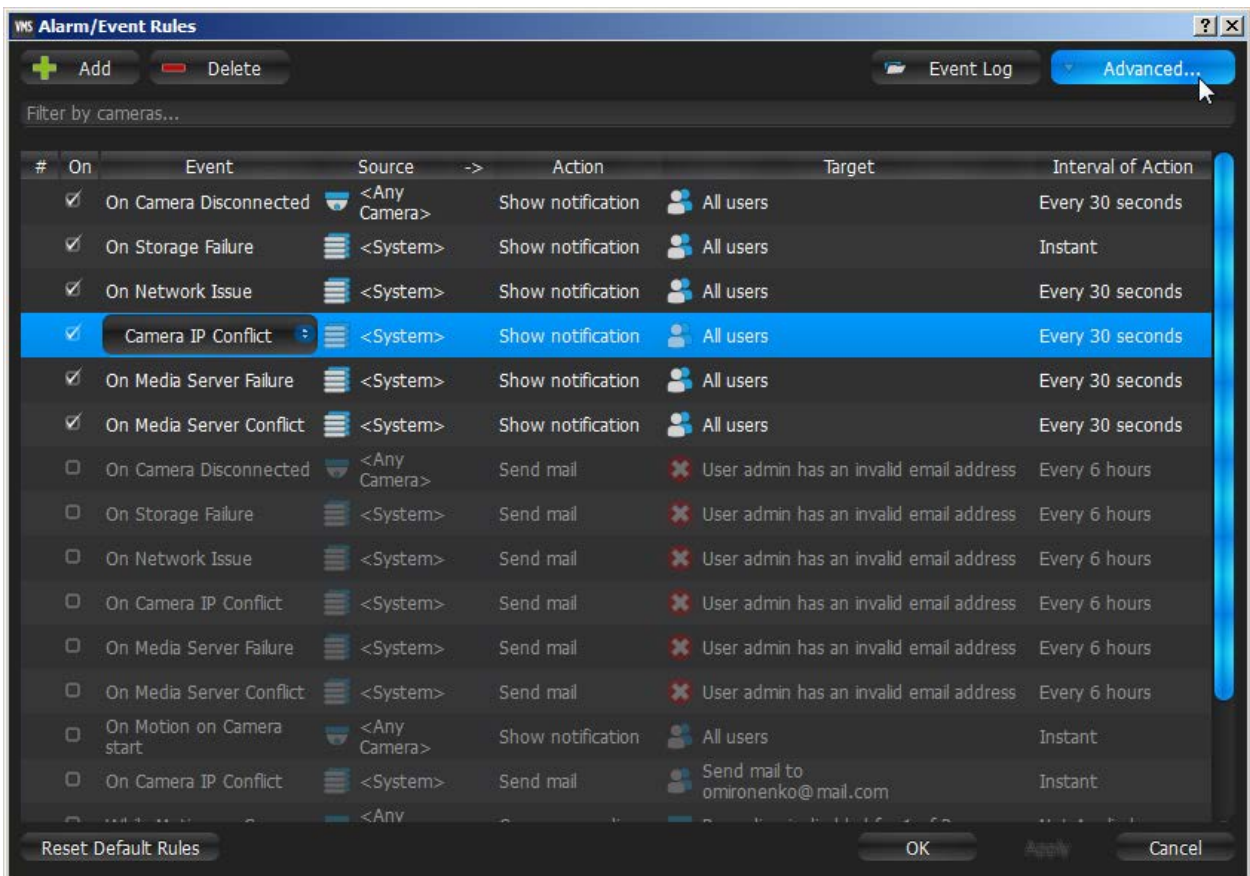 VMS Alarm/Event Rules
Add Delete Event Log Advanced...
Filter by cameras...
# On Event Source -> Action Target Interval of Action
On Camera Disconnected <Any Camera> Show notification All users Every 30 seconds
On Storage Failure <System> Show notification All users Instant
On Network Issue <System> Show notification All users Every 30 seconds
Camera IP Conflict <System> Show notification All users Every 30 seconds
On Media Server Failure <System> Show notification All users Every 30 seconds
On Media Server Conflict <System> Show notification All users Every 30 seconds
On Camera Disconnected <Any Camera> Send mail User admin has an invalid email address Every 6 hours
On Storage Failure <System> Send mail User admin has an invalid email address Every 6 hours
On Network Issue <System> Send mail User admin has an invalid email address Every 6 hours
On Camera IP Conflict <System> Send mail User admin has an invalid email address Every 6 hours
On Media Server Failure <System> Send mail User admin has an invalid email address Every 6 hours
On Media Server Conflict <System> Send mail User admin has an invalid email address Every 6 hours
On Motion on Camera start <Any Camera> Show notification All users Instant
On Camera IP Conflict <System> Send mail Send mail to omironenko@mail.com Instant
<Any
Reset Default Rules OK Apply Cancel